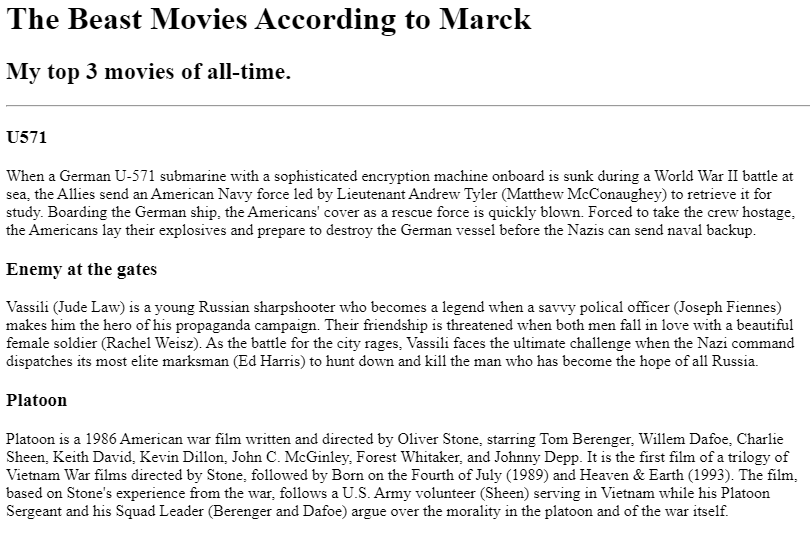 The Beast Movies According to Marck
My top 3 movies of all-time.
U571
When a German U-571 submarine with a sophisticated encryption machine onboard is sunk during a World War II battle at
sea, the Allies send an American Navy force led by Lieutenant Andrew Tyler (Matthew McConaughey) to retrieve it for
study. Boarding the German ship, the Americans' cover as a rescue force is quickly blown. Forced to take the crew hostage,
the Americans lay their explosives and prepare to destroy the German vessel before the Nazis can send naval backup.
Enemy at the gates
Vassili (Jude Law) is a young Russian sharpshooter who becomes a legend when a savvy polical officer (Joseph Fiennes)
makes him the hero of his propaganda campaign. Their friendship is threatened when both men fall in love with a beautiful
female soldier (Rachel Weisz). As the battle for the city rages, Vassili faces the ultimate challenge when the Nazi command
dispatches its most elite marksman (Ed Harris) to hunt down and kill the man who has become the hope of all Russia.
Platoon
Platoon is a 1986 American war film written and directed by Oliver Stone, starring Tom Berenger, Willem Dafoe, Charlie
Sheen, Keith David, Kevin Dillon, John C. McGinley, Forest Whitaker, and Johnny Depp. It is the first film of a trilogy of
Vietnam War films directed by Stone, followed by Born on the Fourth of July (1989) and Heaven & Earth (1993). The film,
based on Stone's experience from the war, follows a U.S. Army volunteer (Sheen) serving in Vietnam while his Platoon
Sergeant and his Squad Leader (Berenger and Dafoe) argue over the morality in the platoon and of the war itself.